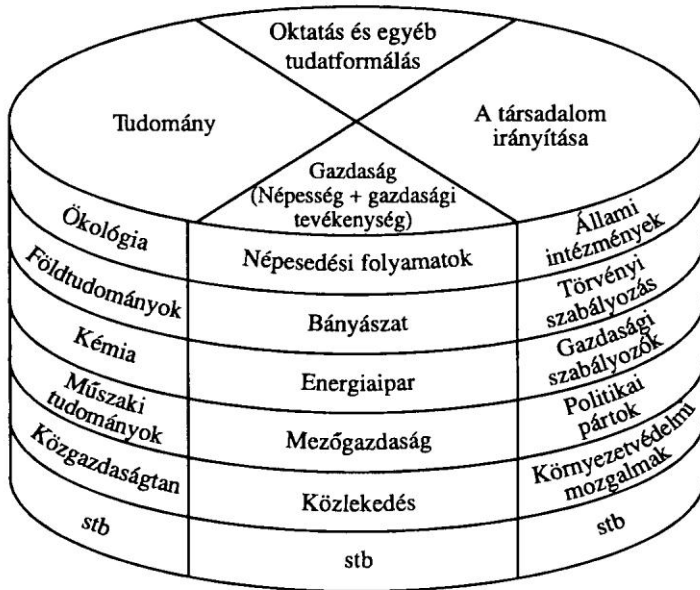 Oktatás és egyéb
tudatformálás
Tudomány
A társadalom
irányítása
Gazdaság
(Népesség + gazdasági
tevékenység)
Ökológia
Földtudományok
Kémia
Műszaki
tudományok
Közgazdaságtan
stb
Népesedési folyamatok
Bányászat
Energiaipar
Mezőgazdaság
Közlekedés
stb
Állami
intézmények
Törvényi
szabályozás
Gazdasági
szabályozók
Politikai
pártok
Környezetvédelmi
mozgalmak
stb